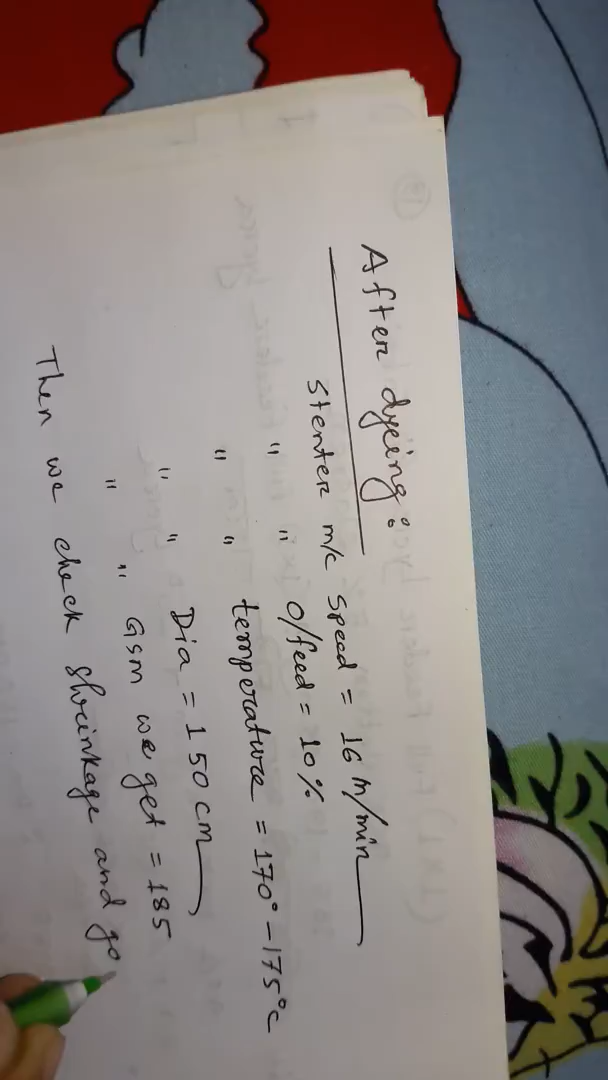 After dyeing:
Stenter m/c speed = 16 m/min
" " O/feed = 10%
" " temperature = 170° - 175°c
" " Dia = 150 cm
" " Gsm we get = 185
Then we check shrinkage and go